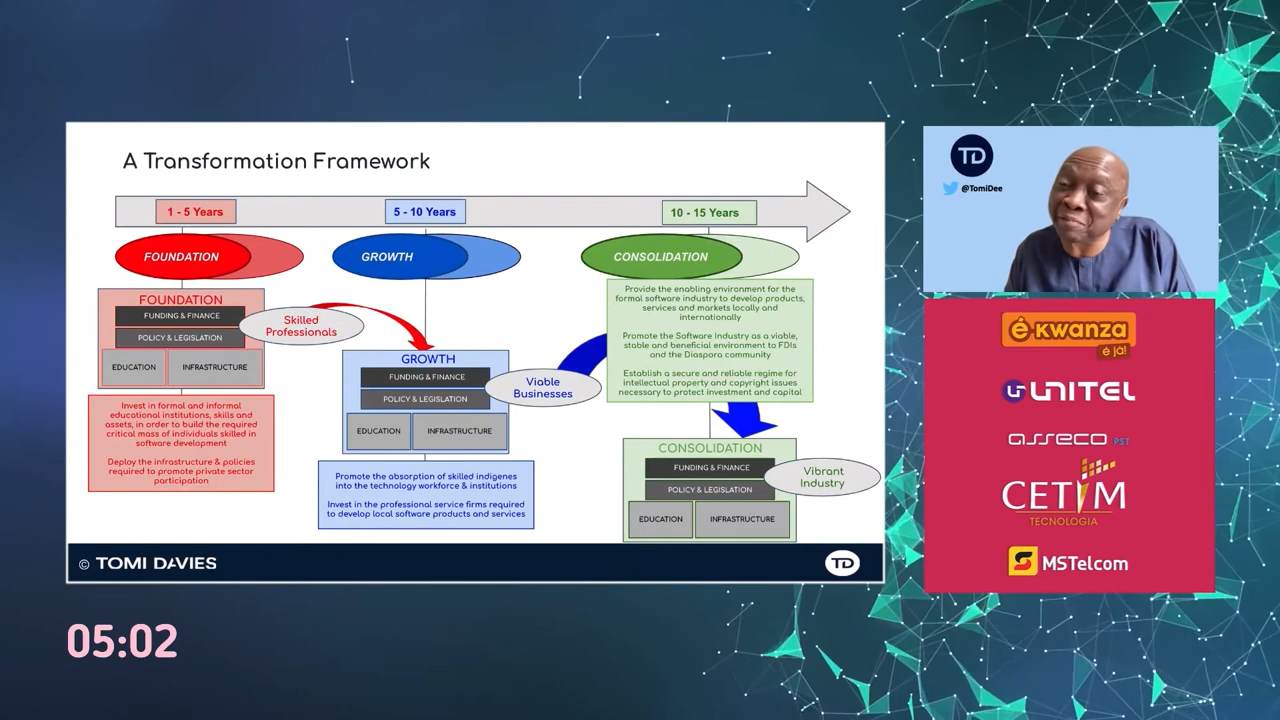 A Transformation Framework
1 - 5 Years
5 - 10 Years
10 - 15 Years
FOUNDATION
GROWTH
CONSOLIDATION
FOUNDATION
FUNDING & FINANCE
POLICY & LEGISLATION
EDUCATION
INFRASTRUCTURE
Invest in formal and informal
educational institutions, skills and
assets, in order to build the required
critical mass of individuals skilled in
software development
Deploy the infrastructure & policies
required to promote private sector
participation
Skilled
Professionals
GROWTH
FUNDING & FINANCE
POLICY & LEGISLATION
EDUCATION
INFRASTRUCTURE
Promote the absorption of skilled indigenes
into the technology workforce & institutions
Invest in the professional service firms required
to develop local software products and services
Viable
Businesses
Provide the enabling environment for the
formal software industry to develop products,
services and markets locally and
internationally
Promote the Software Industry as a viable,
stable and beneficial environment to FDIs
and the Diaspora community
Establish a secure and reliable regime for
intellectual property and copyright issues
necessary to protect investment and capital
CONSOLIDATION
FUNDING & FINANCE
POLICY & LEGISLATION
EDUCATION
INFRASTRUCTURE
Vibrant
Industry
© TOMI DAVIES
TD
TD
@TomiDee
é-kwanza
é já!
UNITEL
asseco PST
CETIM
TECNOLOGIA
MSTelcom
05:02